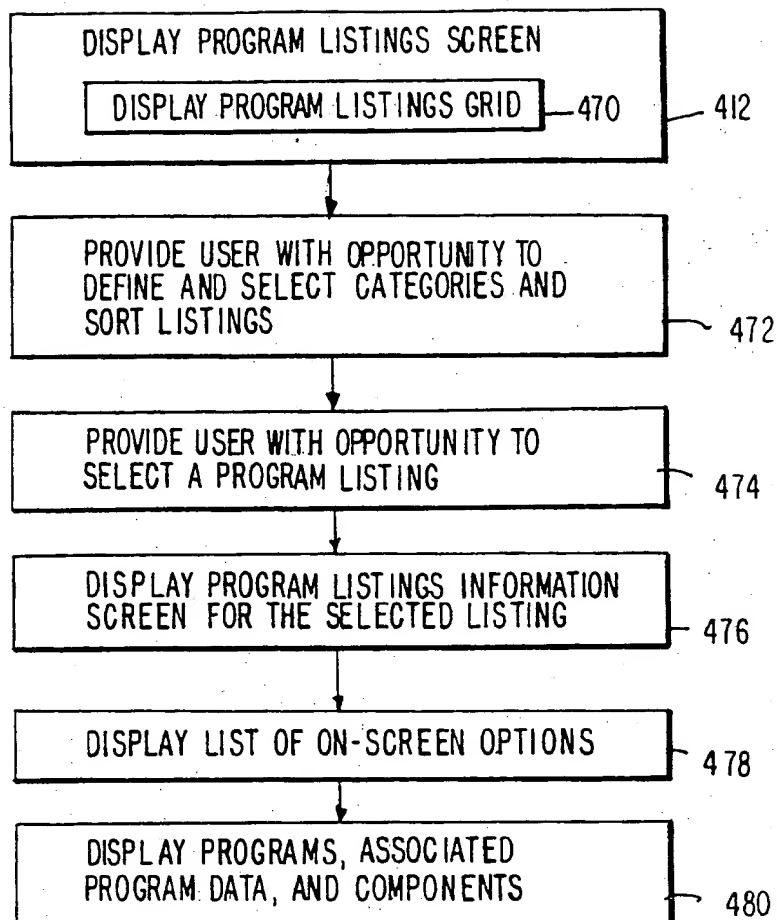 DISPLAY PROGRAM LISTINGS SCREEN
DISPLAY PROGRAM LISTINGS GRID
470
412
PROVIDE USER WITH OPPORTUNITY TO
DEFINE AND SELECT CATEGORIES AND
SORT LISTINGS
472
PROVIDE USER WITH OPPORTUNITY TO
SELECT A PROGRAM LISTING
474
DISPLAY PROGRAM LISTINGS INFORMATION
SCREEN FOR THE SELECTED LISTING
476
DISPLAY LIST OF ON-SCREEN OPTIONS
478
DISPLAY PROGRAMS, ASSOCIATED
PROGRAM DATA, AND COMPONENTS
480